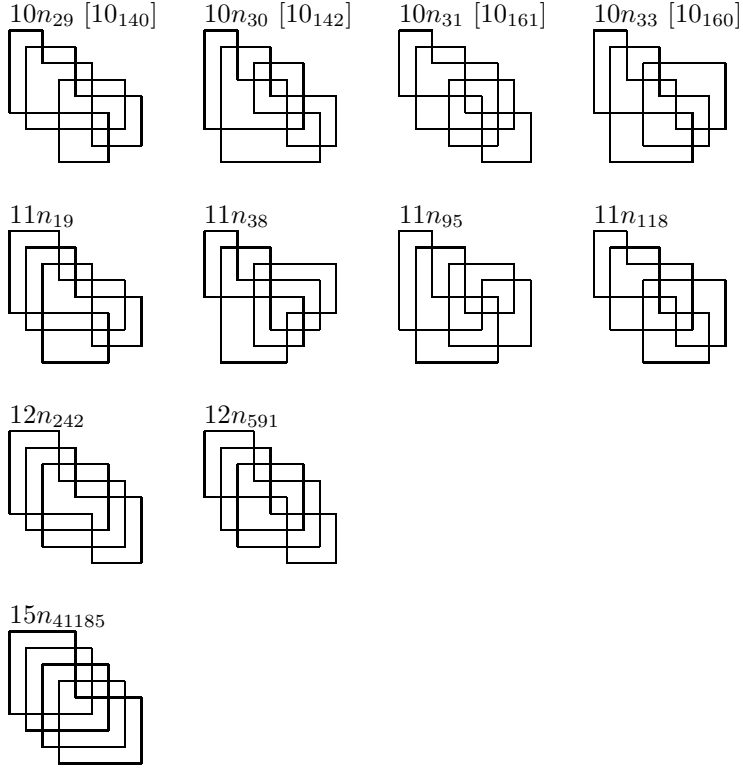 10n₂₉ [10₁₄₀] 10n₃₀ [10₁₄₂] 10n₃₁ [10₁₆₁] 10n₃₃ [10₁₆₀]
11n₁₉ 11n₃₈ 11n₉₅ 11n₁₁₈
12n₂₄₂ 12n₅₉₁
15n₄₁₁₈₅